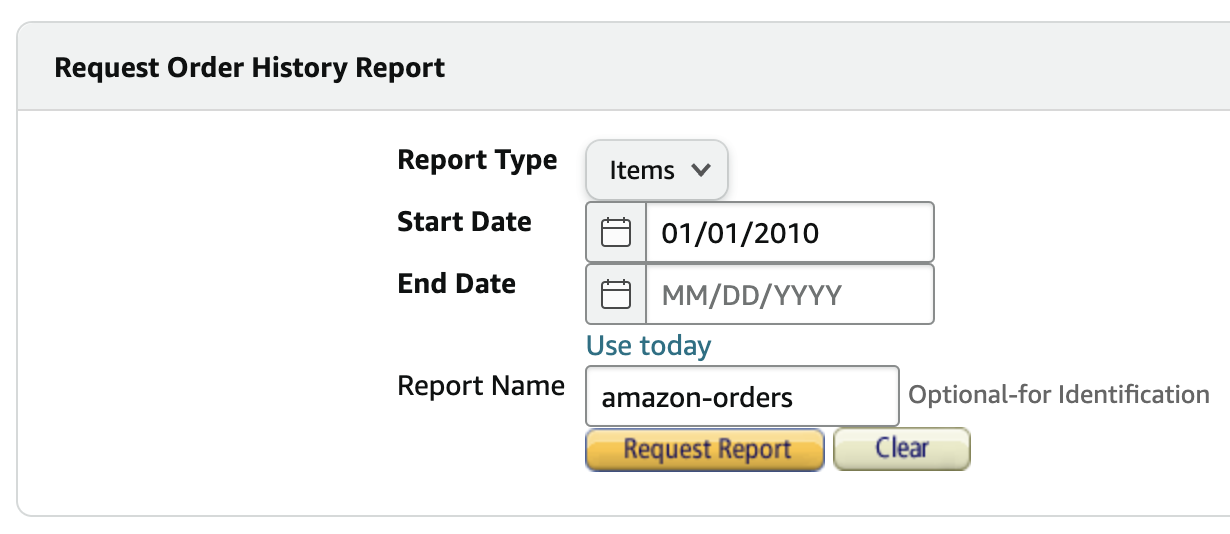 Request Order History Report
Report Type Items
Start Date 01/01/2010
End Date MM/DD/YYYY
Use today
Report Name amazon-orders Optional-for Identification
Request Report Clear